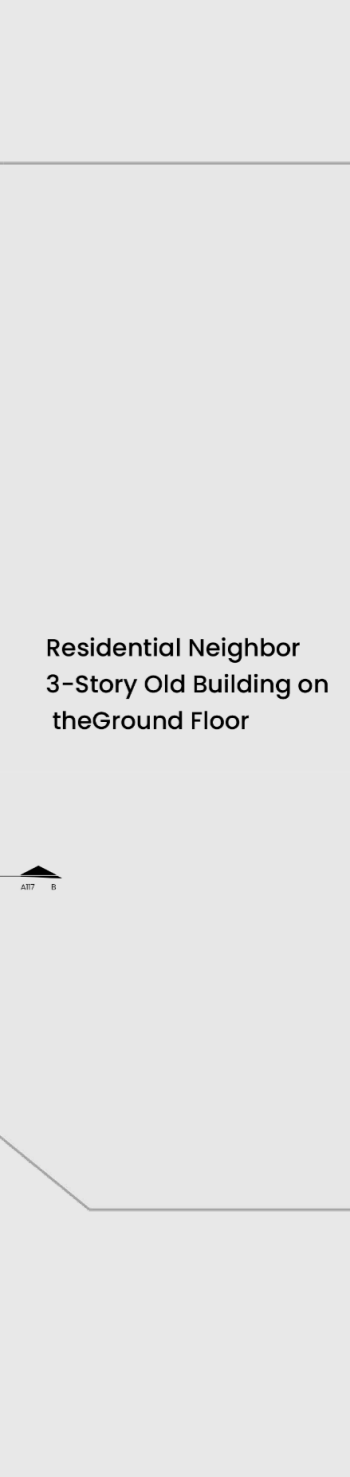 Residential Neighbor
3-Story Old Building on
theGround Floor
A117 B